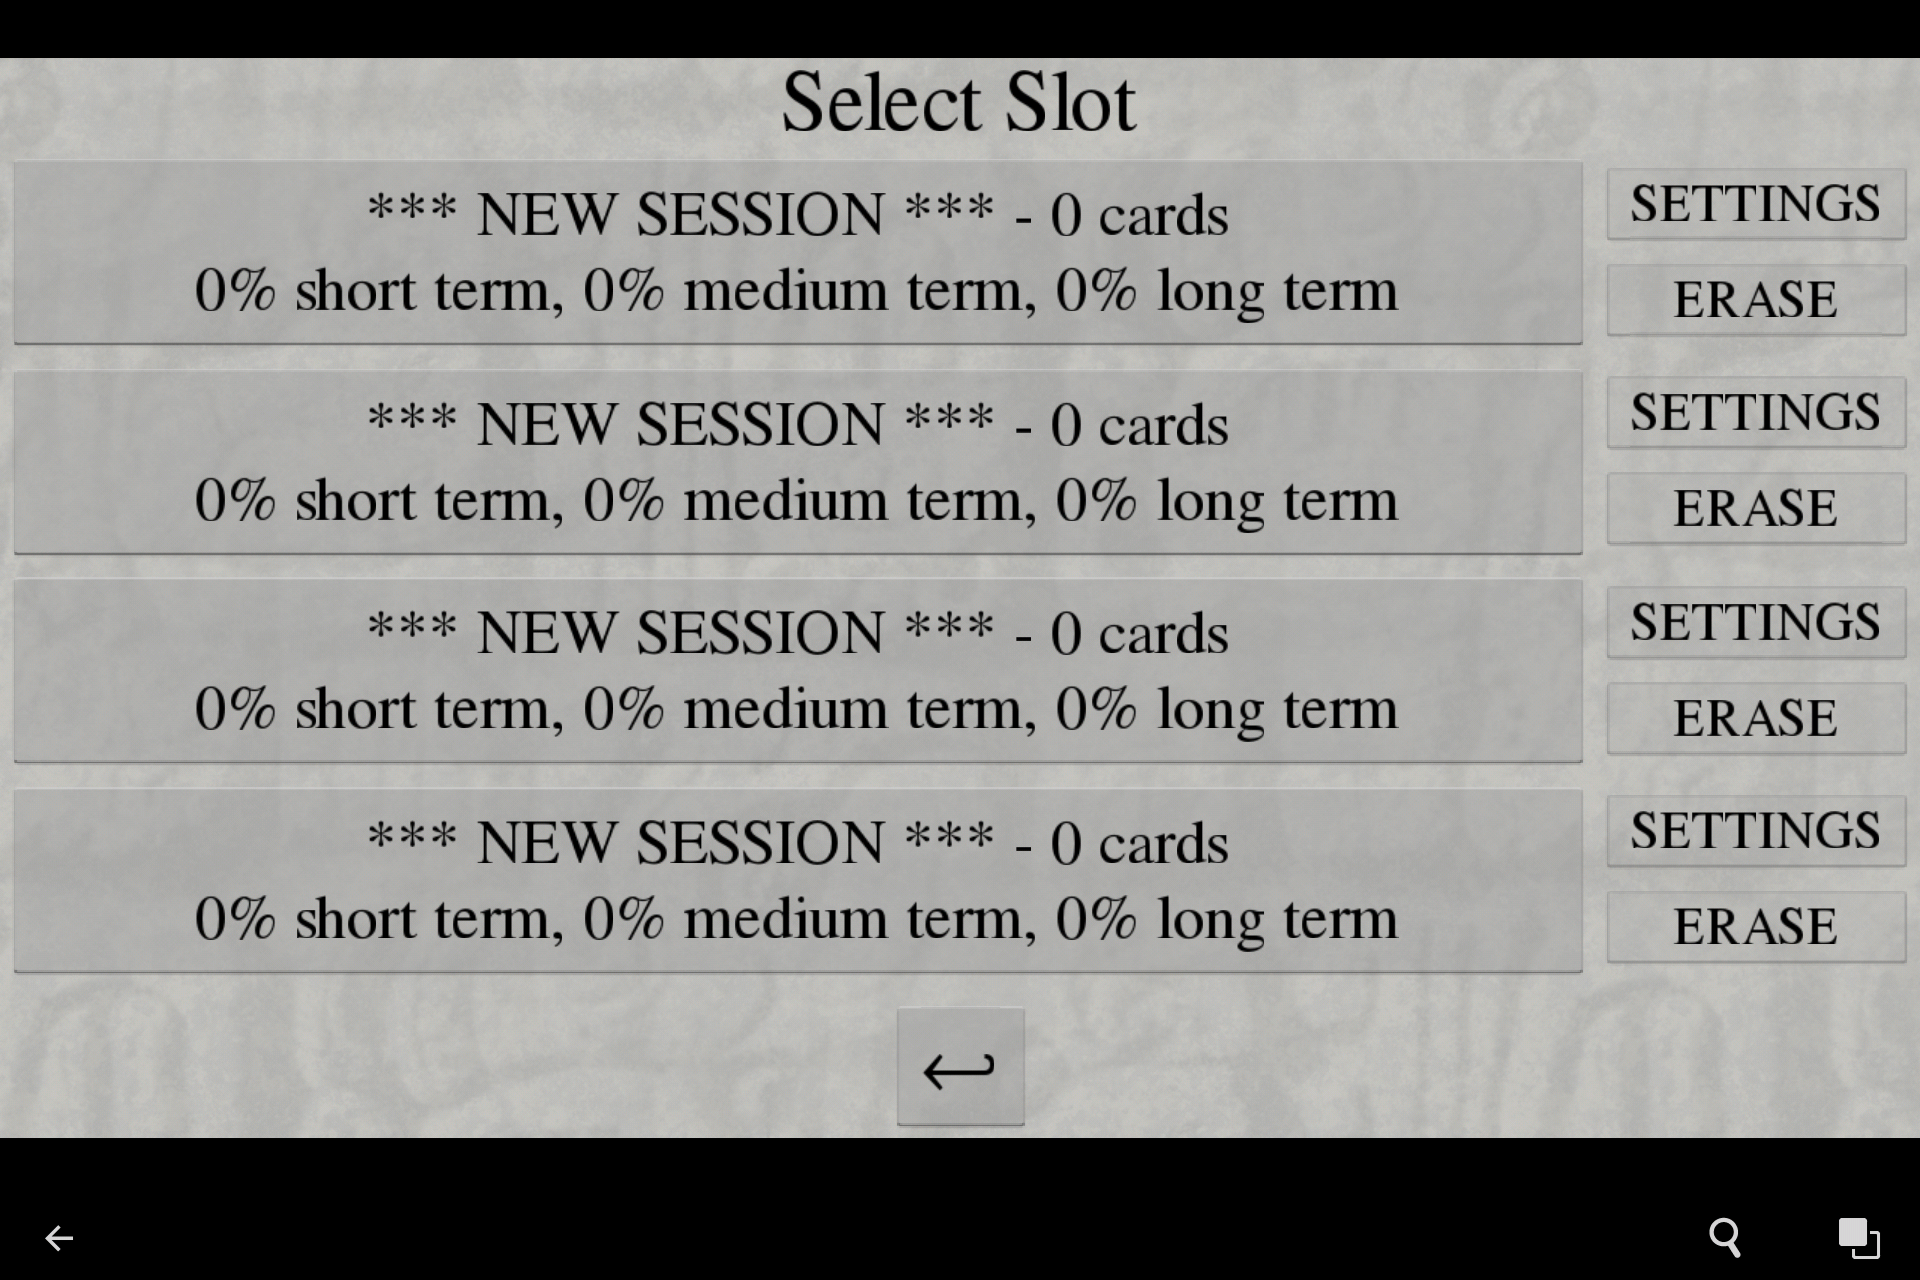 Select Slot
*** NEW SESSION *** - 0 cards
0% short term, 0% medium term, 0% long term
SETTINGS
ERASE
*** NEW SESSION *** - 0 cards
0% short term, 0% medium term, 0% long term
SETTINGS
ERASE
*** NEW SESSION *** - 0 cards
0% short term, 0% medium term, 0% long term
SETTINGS
ERASE
*** NEW SESSION *** - 0 cards
0% short term, 0% medium term, 0% long term
SETTINGS
ERASE